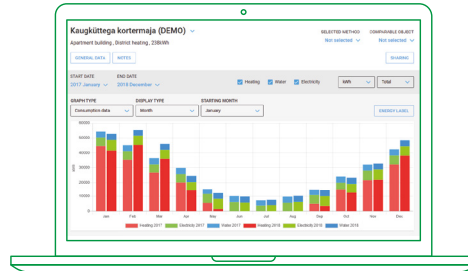 Kaugküttega kortermaja (DEMO)
SELECTED METHOD COMPARABLE OBJECT
Apartment building , District heating , 238kWh
Not selected Not selected
GENERAL DATA NOTES SHARING
START DATE END DATE
2017 January 2018 December Heating Water Electricity kWh Total
GRAPH TYPE DISPLAY TYPE STARTING MONTH
Consumption data Month January ENERGY LABEL
60000
50000
40000
30000
20000
10000
0
kWh
Jan Feb Mar Apr May Jun Jul Aug Sep Oct Nov Dec
Heating 2017 Electricity 2017 Water 2017 Heating 2018 Electricity 2018 Water 2018